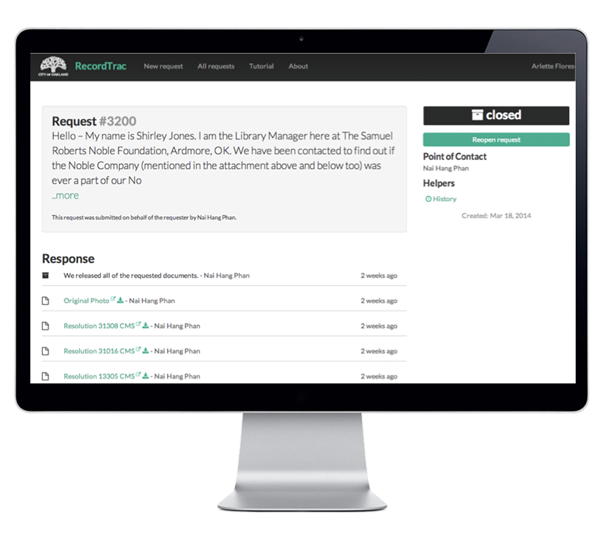 CITY OF OAKLAND
RecordTrac
New request
All requests
Tutorial
About
Arlette Flores
Request #3200
Hello – My name is Shirley Jones. I am the Library Manager here at The Samuel
Roberts Noble Foundation, Ardmore, OK. We have been contacted to find out if
the Noble Company (mentioned in the attachment above and below too) was
ever a part of our No
...more
This request was submitted on behalf of the requester by Nai Hang Phan.
closed
Reopen request
Point of Contact
Nai Hang Phan
Helpers
History
Created: Mar 18, 2014
Response
We released all of the requested documents. - Nai Hang Phan 2 weeks ago
Original Photo - Nai Hang Phan 2 weeks ago
Resolution 31308 CMS - Nai Hang Phan 2 weeks ago
Resolution 31016 CMS - Nai Hang Phan 2 weeks ago
Resolution 13305 CMS - Nai Hang Phan 2 weeks ago